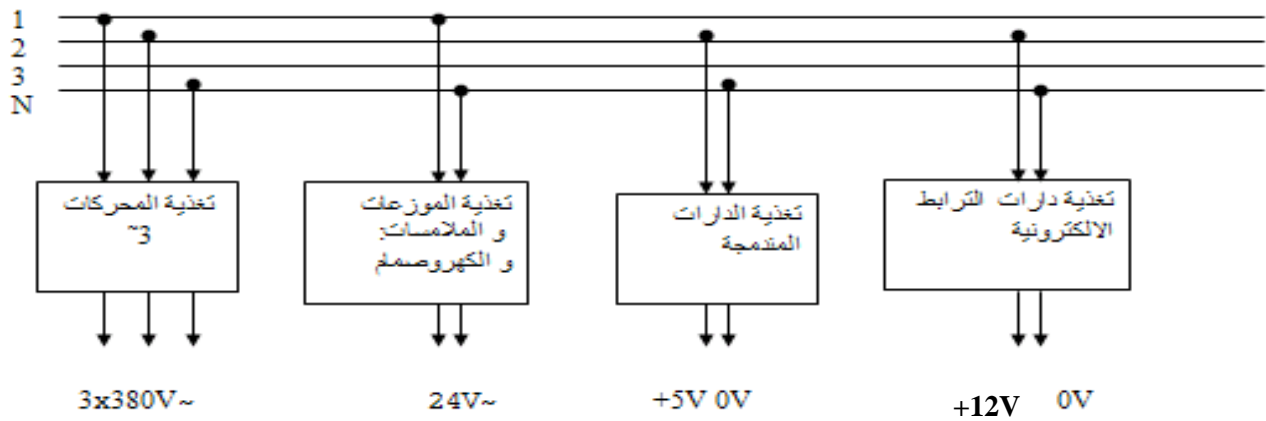 1
2
3
N
تغذية المحركات
3~
تغذية الموزعات
و الملامسات:
و الكهروصمام
تغذية الدارات
المندمجة
تغذية دارات الترابط
الالكترونية
3x380V~
24V~
+5V 0V
+12V 0V